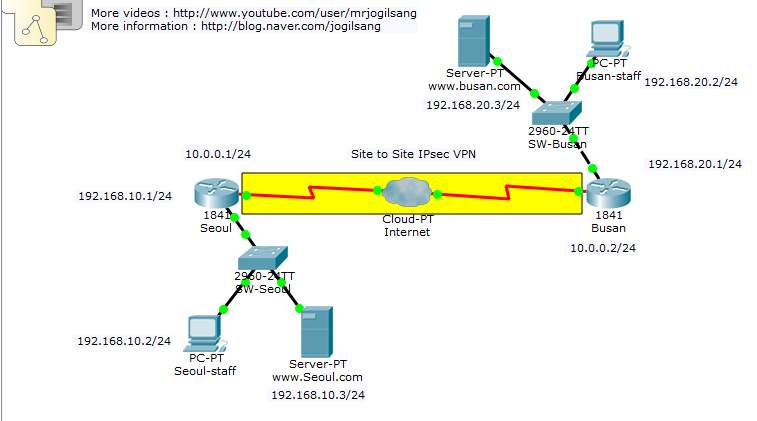 More videos : http://www.youtube.com/user/mrjogilsang
More information : http://blog.naver.com/jogilsang
Server-PT
www.busan.com
192.168.20.3/24
PC-PT
Busan-staff
192.168.20.2/24
2960-24TT
SW-Busan
10.0.0.1/24
Site to Site IPsec VPN
192.168.20.1/24
192.168.10.1/24
1841
Seoul
Cloud-PT
Internet
1841
Busan
10.0.0.2/24
2960-24TT
SW-Seoul
192.168.10.2/24
PC-PT
Seoul-staff
Server-PT
www.Seoul.com
192.168.10.3/24